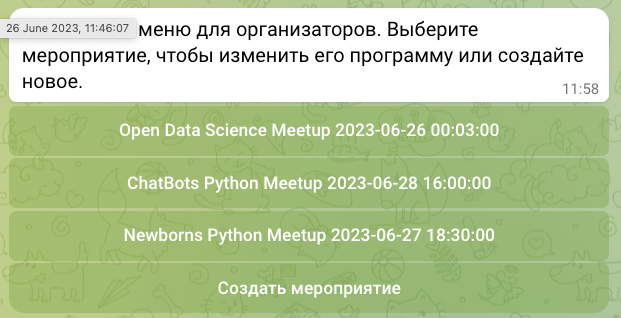 26 June 2023, 11:46:07
меню для организаторов. Выберите
мероприятие, чтобы изменить его программу или создайте
новое.
11:58
Open Data Science Meetup 2023-06-26 00:03:00
ChatBots Python Meetup 2023-06-28 16:00:00
Newborns Python Meetup 2023-06-27 18:30:00
Создать мероприятие